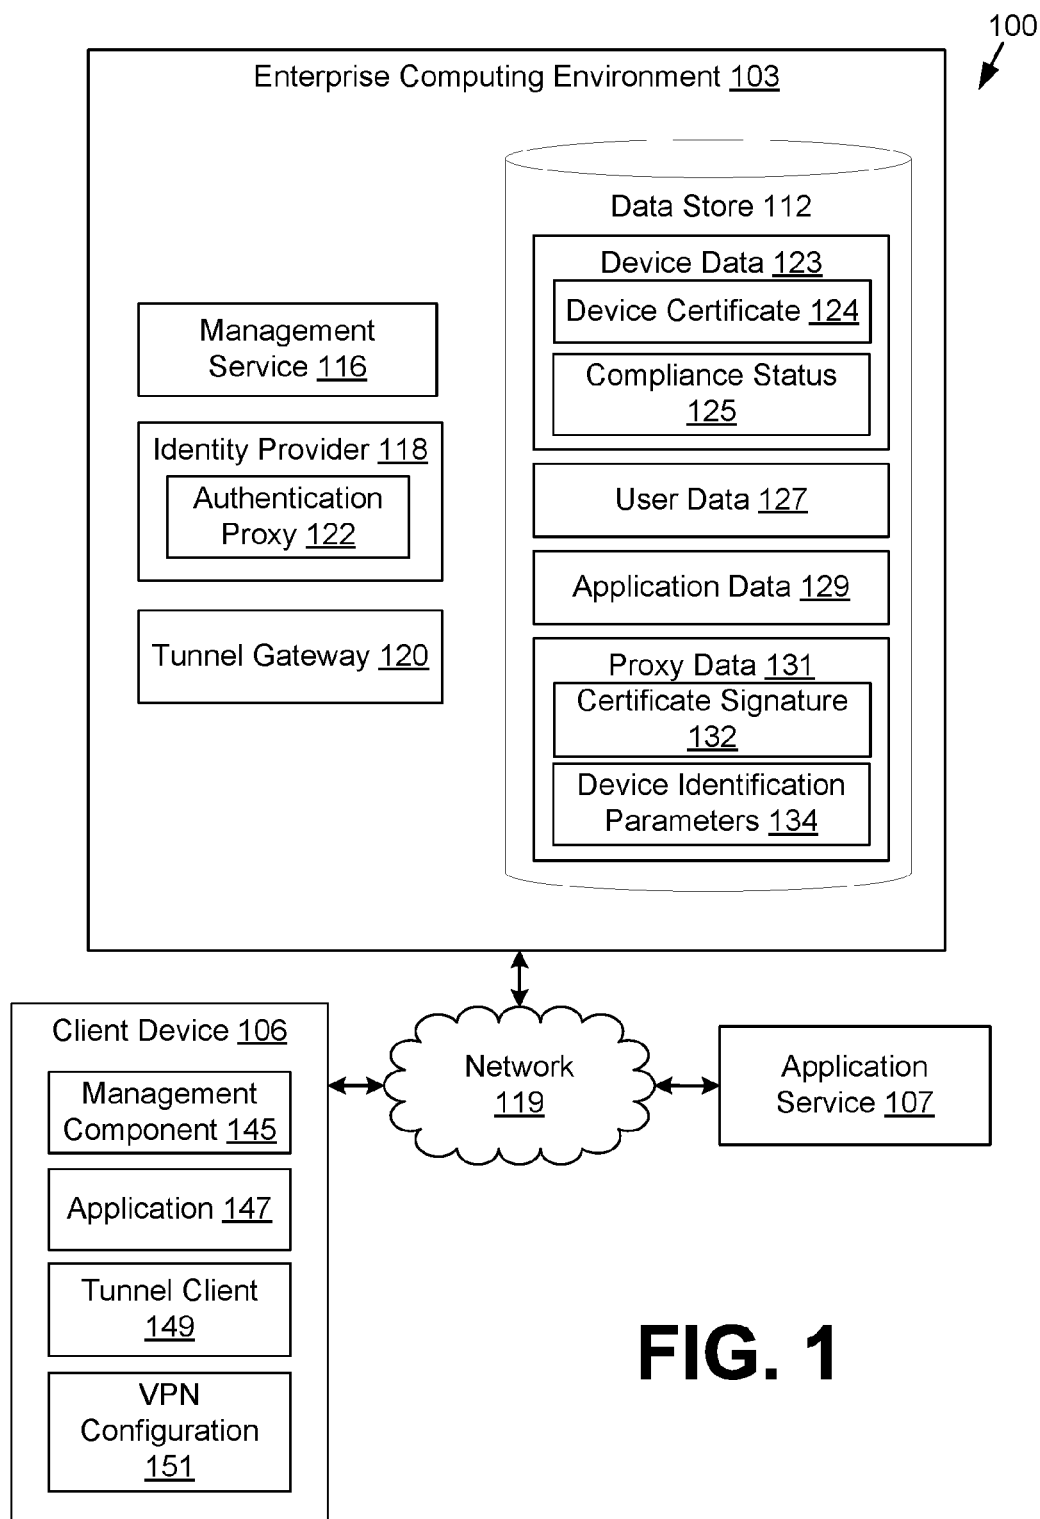 100
Enterprise Computing Environment 103
Management
Service 116
Identity Provider 118
Authentication
Proxy 122
Tunnel Gateway 120
Data Store 112
Device Data 123
Device Certificate 124
Compliance Status
125
User Data 127
Application Data 129
Proxy Data 131
Certificate Signature
132
Device Identification
Parameters 134
Client Device 106
Management
Component 145
Application 147
Tunnel Client
149
VPN
Configuration
151
Network
119
Application
Service 107
FIG. 1